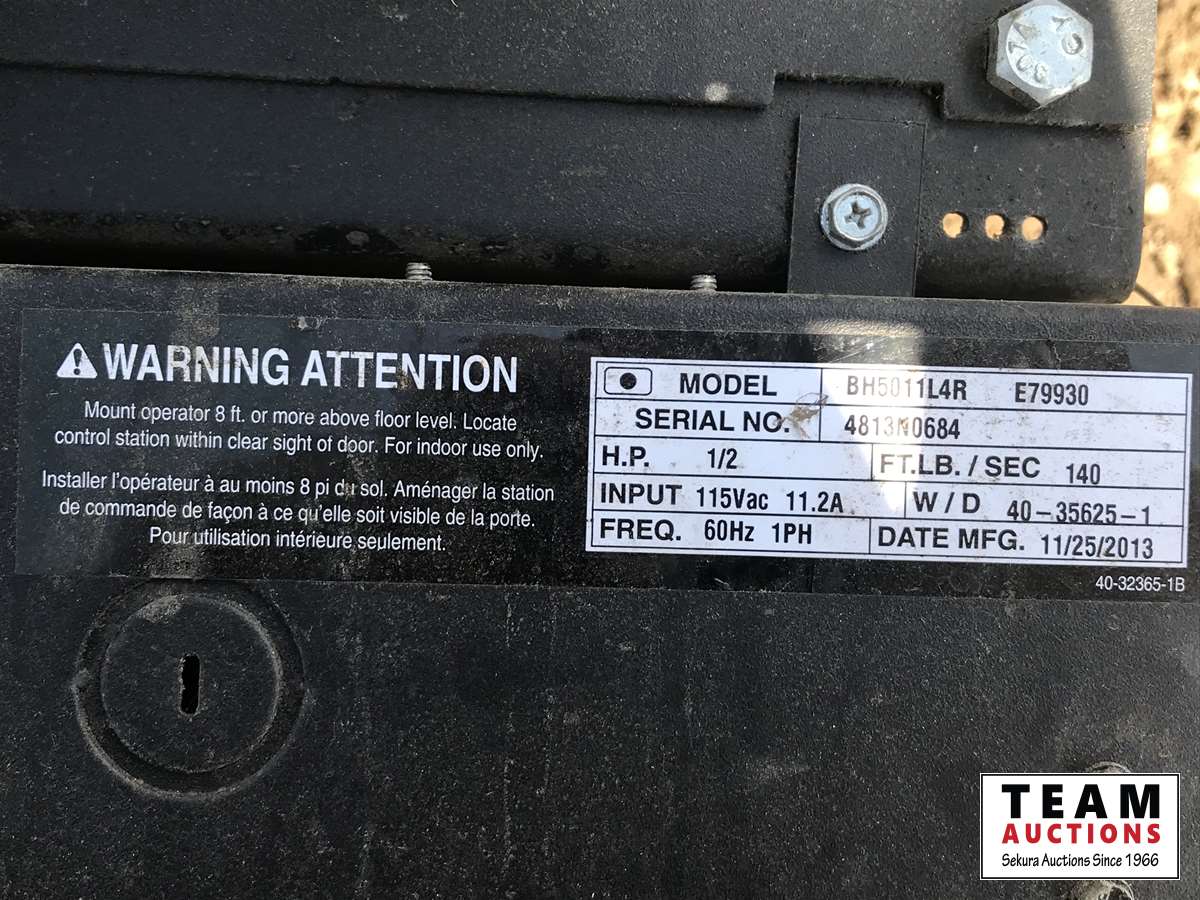 WARNING ATTENTION
Mount operator 8 ft. or more above floor level. Locate
control station within clear sight of door. For indoor use only.
Installer l'opérateur à au moins 8 pi du sol. Aménager la station
de commande de façon à ce qu'elle soit visible de la porte.
Pour utilisation intérieure seulement.
MODEL BH5011L4R E79930
SERIAL NO. 4813N0684
H.P. 1/2 FT.LB. / SEC 140
INPUT 115Vac 11.2A W / D 40-35625-1
FREQ. 60Hz 1PH DATE MFG. 11/25/2013
40-32365-1B
TEAM
AUCTIONS
Sekura Auctions Since 1966